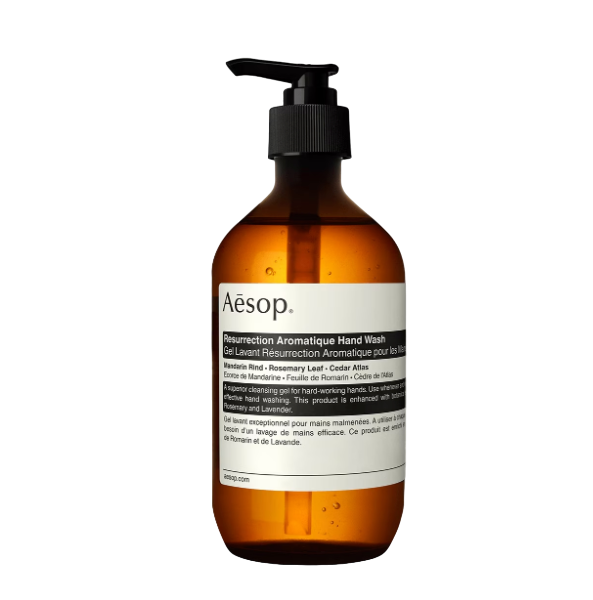 Aēsop®
Resurrection Aromatique Hand Wash
Gel Lavant Résurrection Aromatique pour les
Mandarin Rind • Rosemary Leaf • Cedar Atlas
Ecorce de Mandarine • Feuille de Romarin • Cèdre de l'Atlas
A superior cleansing gel for hard-working hands. Use whenever
effective hand washing. This product is enhanced with
Rosemary and Lavender.
Gel lavant exceptionnel pour mains malmenées. A utiliser à
besoin d'un lavage de mains efficace. Ce produit est
de Romarin et de Lavande.
aesop.com